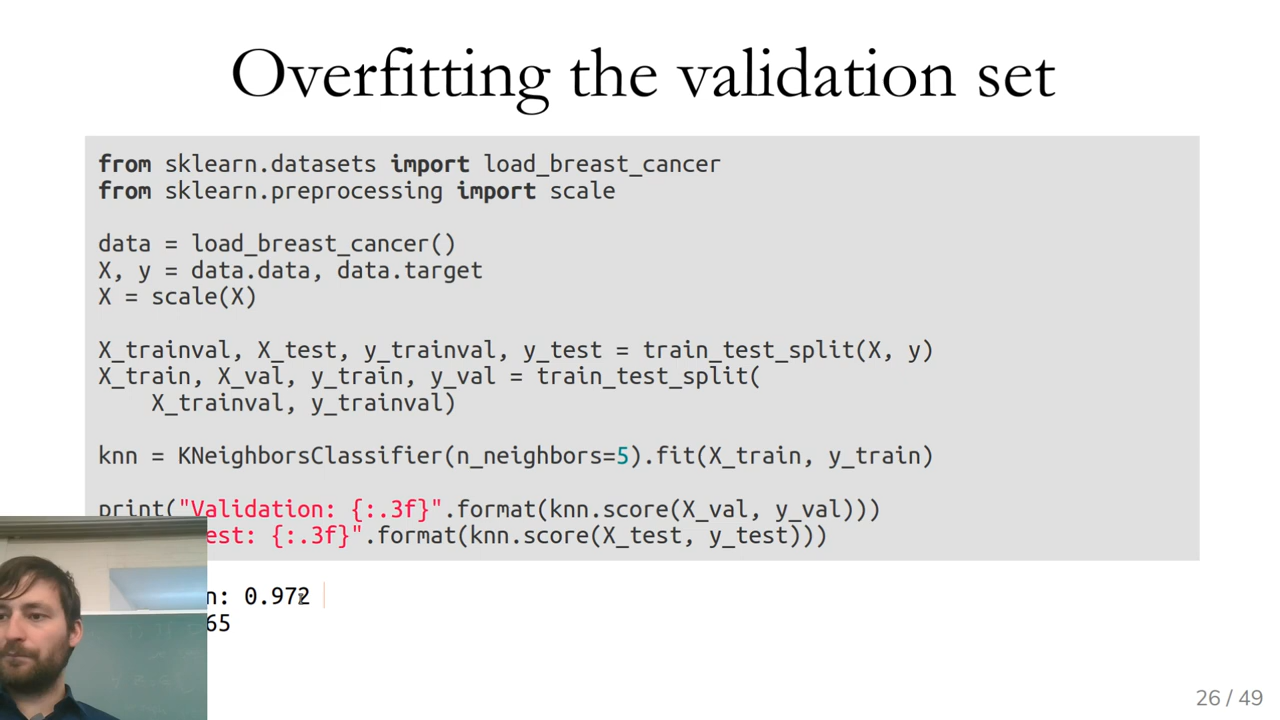 Overfitting the validation set
from sklearn.datasets import load_breast_cancer
from sklearn.preprocessing import scale
data = load_breast_cancer()
X, y = data.data, data.target
X = scale(X)
X_trainval, X_test, y_trainval, y_test = train_test_split(X, y)
X_train, X_val, y_train, y_val = train_test_split(
X_trainval, y_trainval)
knn = KNeighborsClassifier(n_neighbors=5).fit(X_train, y_train)
print("Validation: {:.3f}".format(knn.score(X_val, y_val)))
est: {:.3f}".format(knn.score(X_test, y_test)))
n: 0.972
65
26 / 49